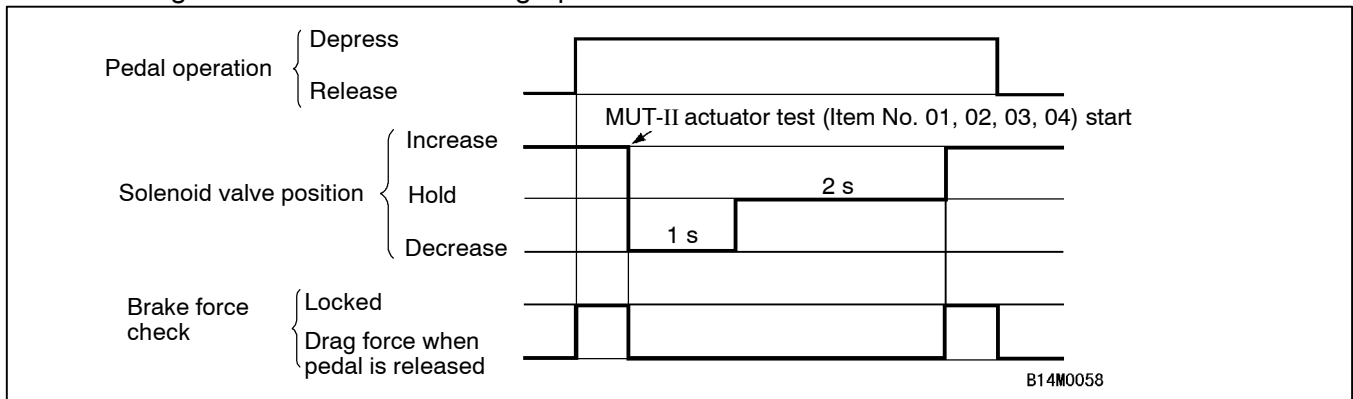 Pedal operation
Depress
Release
MUT-II actuator test (Item No. 01, 02, 03, 04) start
Solenoid valve position
Increase
Hold
Decrease
2 s
1 s
Brake force
check
Locked
Drag force when
pedal is released
B14M0058